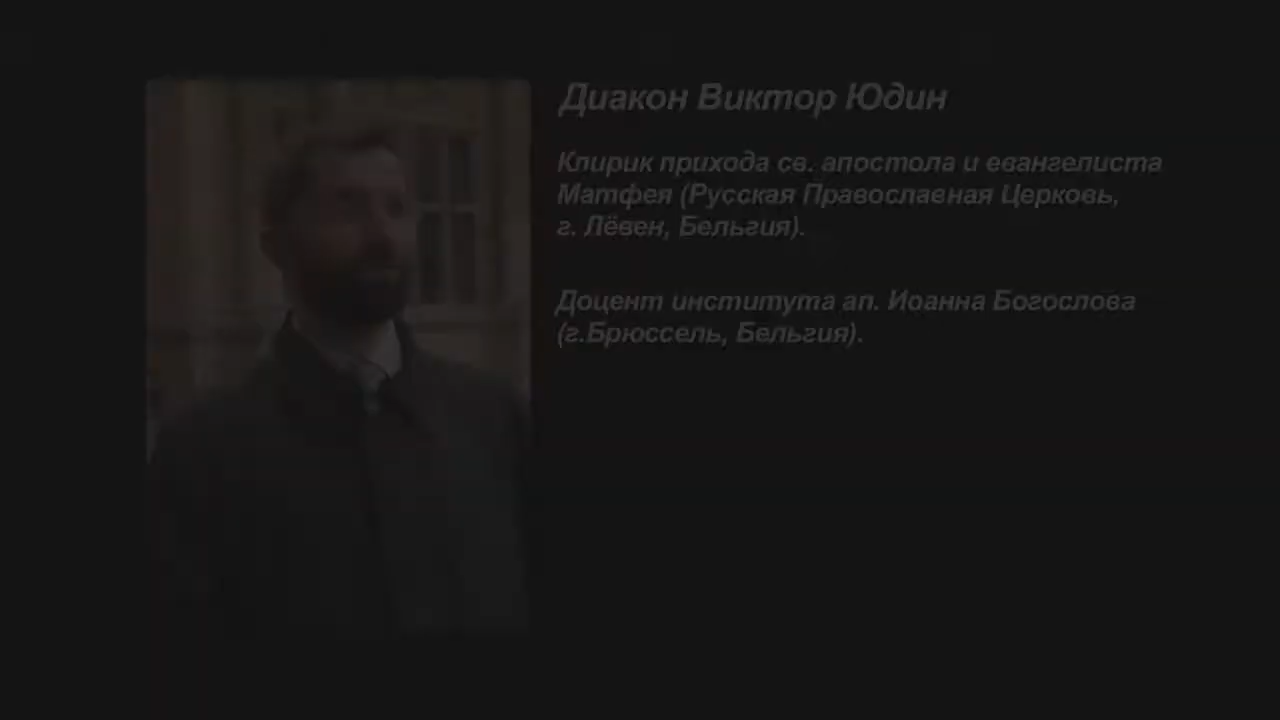 Диакон Виктор Юдин
Клирик прихода св. апостола и евангелиста
Матфея (Русская Православная Церковь,
г. Лёвен, Бельгия).
Доцент института ап. Иоанна Богослова
(г.Брюссель, Бельгия).